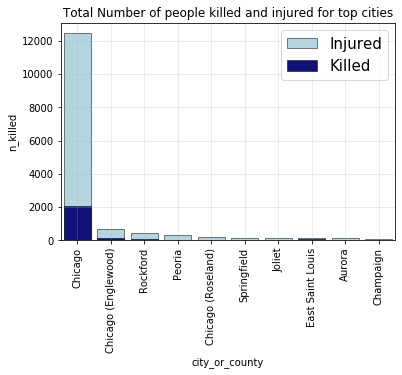 Total Number of people killed and injured for top cities
Injured
Killed
n_killed
12000
10000
8000
6000
4000
2000
0
Chicago
Chicago (Englewood)
Rockford
Peoria
Chicago (Roseland)
Springfield
Joliet
East Saint Louis
Aurora
Champaign
city_or_county